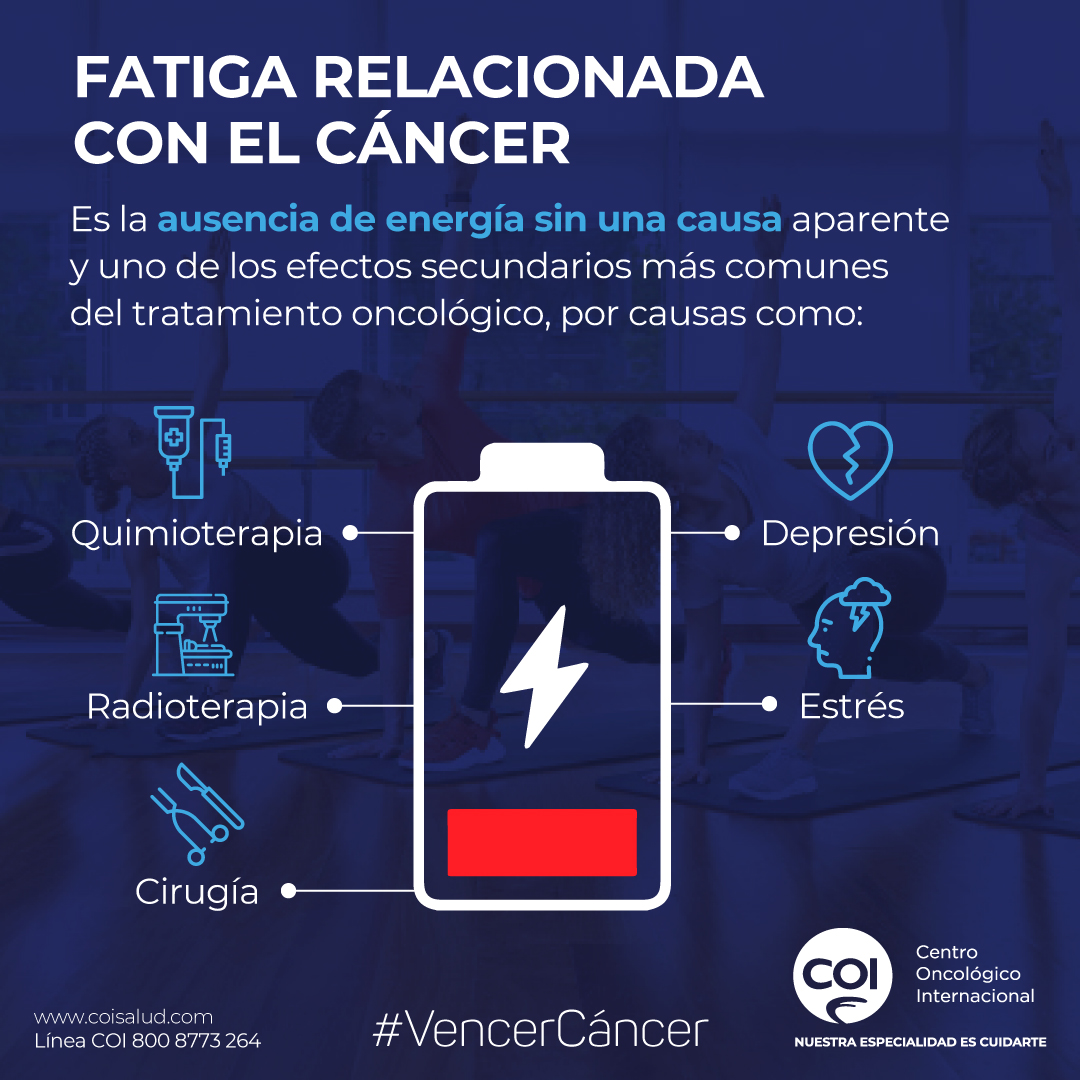 FATIGA RELACIONADA
CON EL CÁNCER
Es la ausencia de energía sin una causa aparente
y uno de los efectos secundarios más comunes
del tratamiento oncológico, por causas como:
Quimioterapia
Depresión
Radioterapia
Estrés
Cirugía
COI
Centro
Oncológico
Internacional
NUESTRA ESPECIALIDAD ES CUIDARTE
www.coisalud.com
Línea COI 800 8773 264
#VencerCáncer